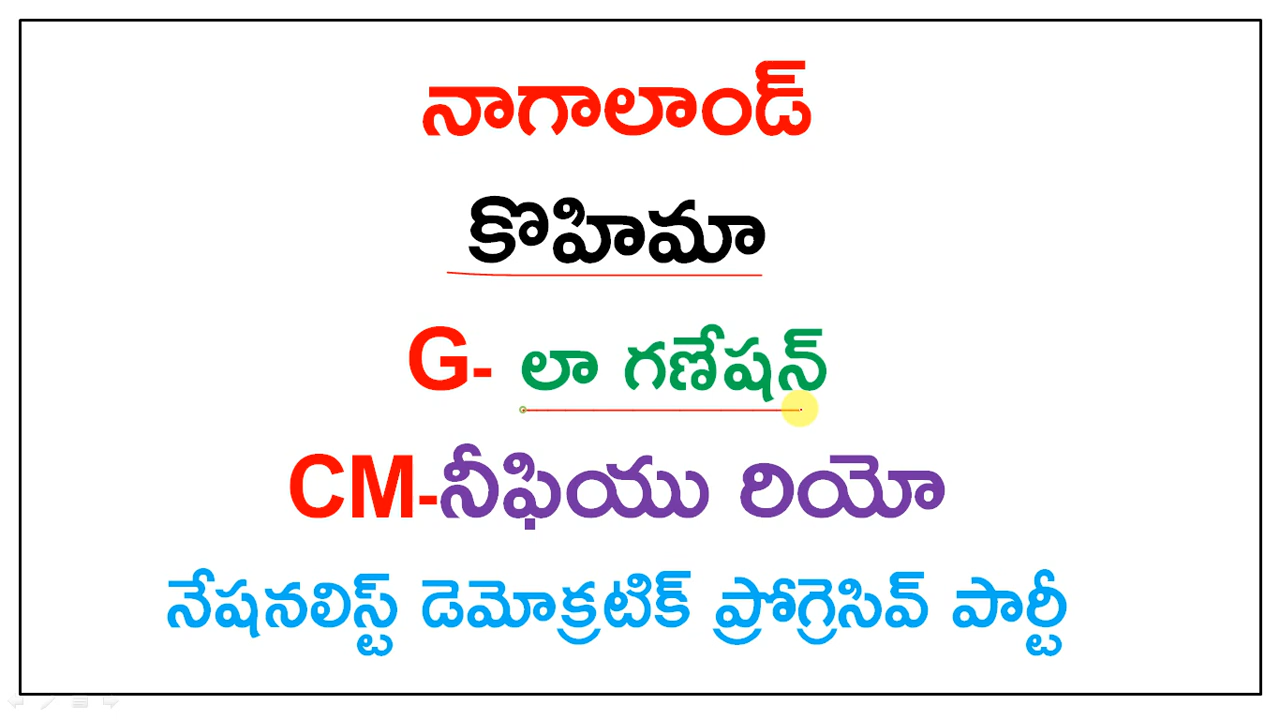 నాగాలాండ్
కొహిమా
G- లా గణేషన్
CM-నీఫియు రియో
నేషనలిస్ట్ డెమోక్రటిక్ ప్రోగ్రెసివ్ పార్టీ